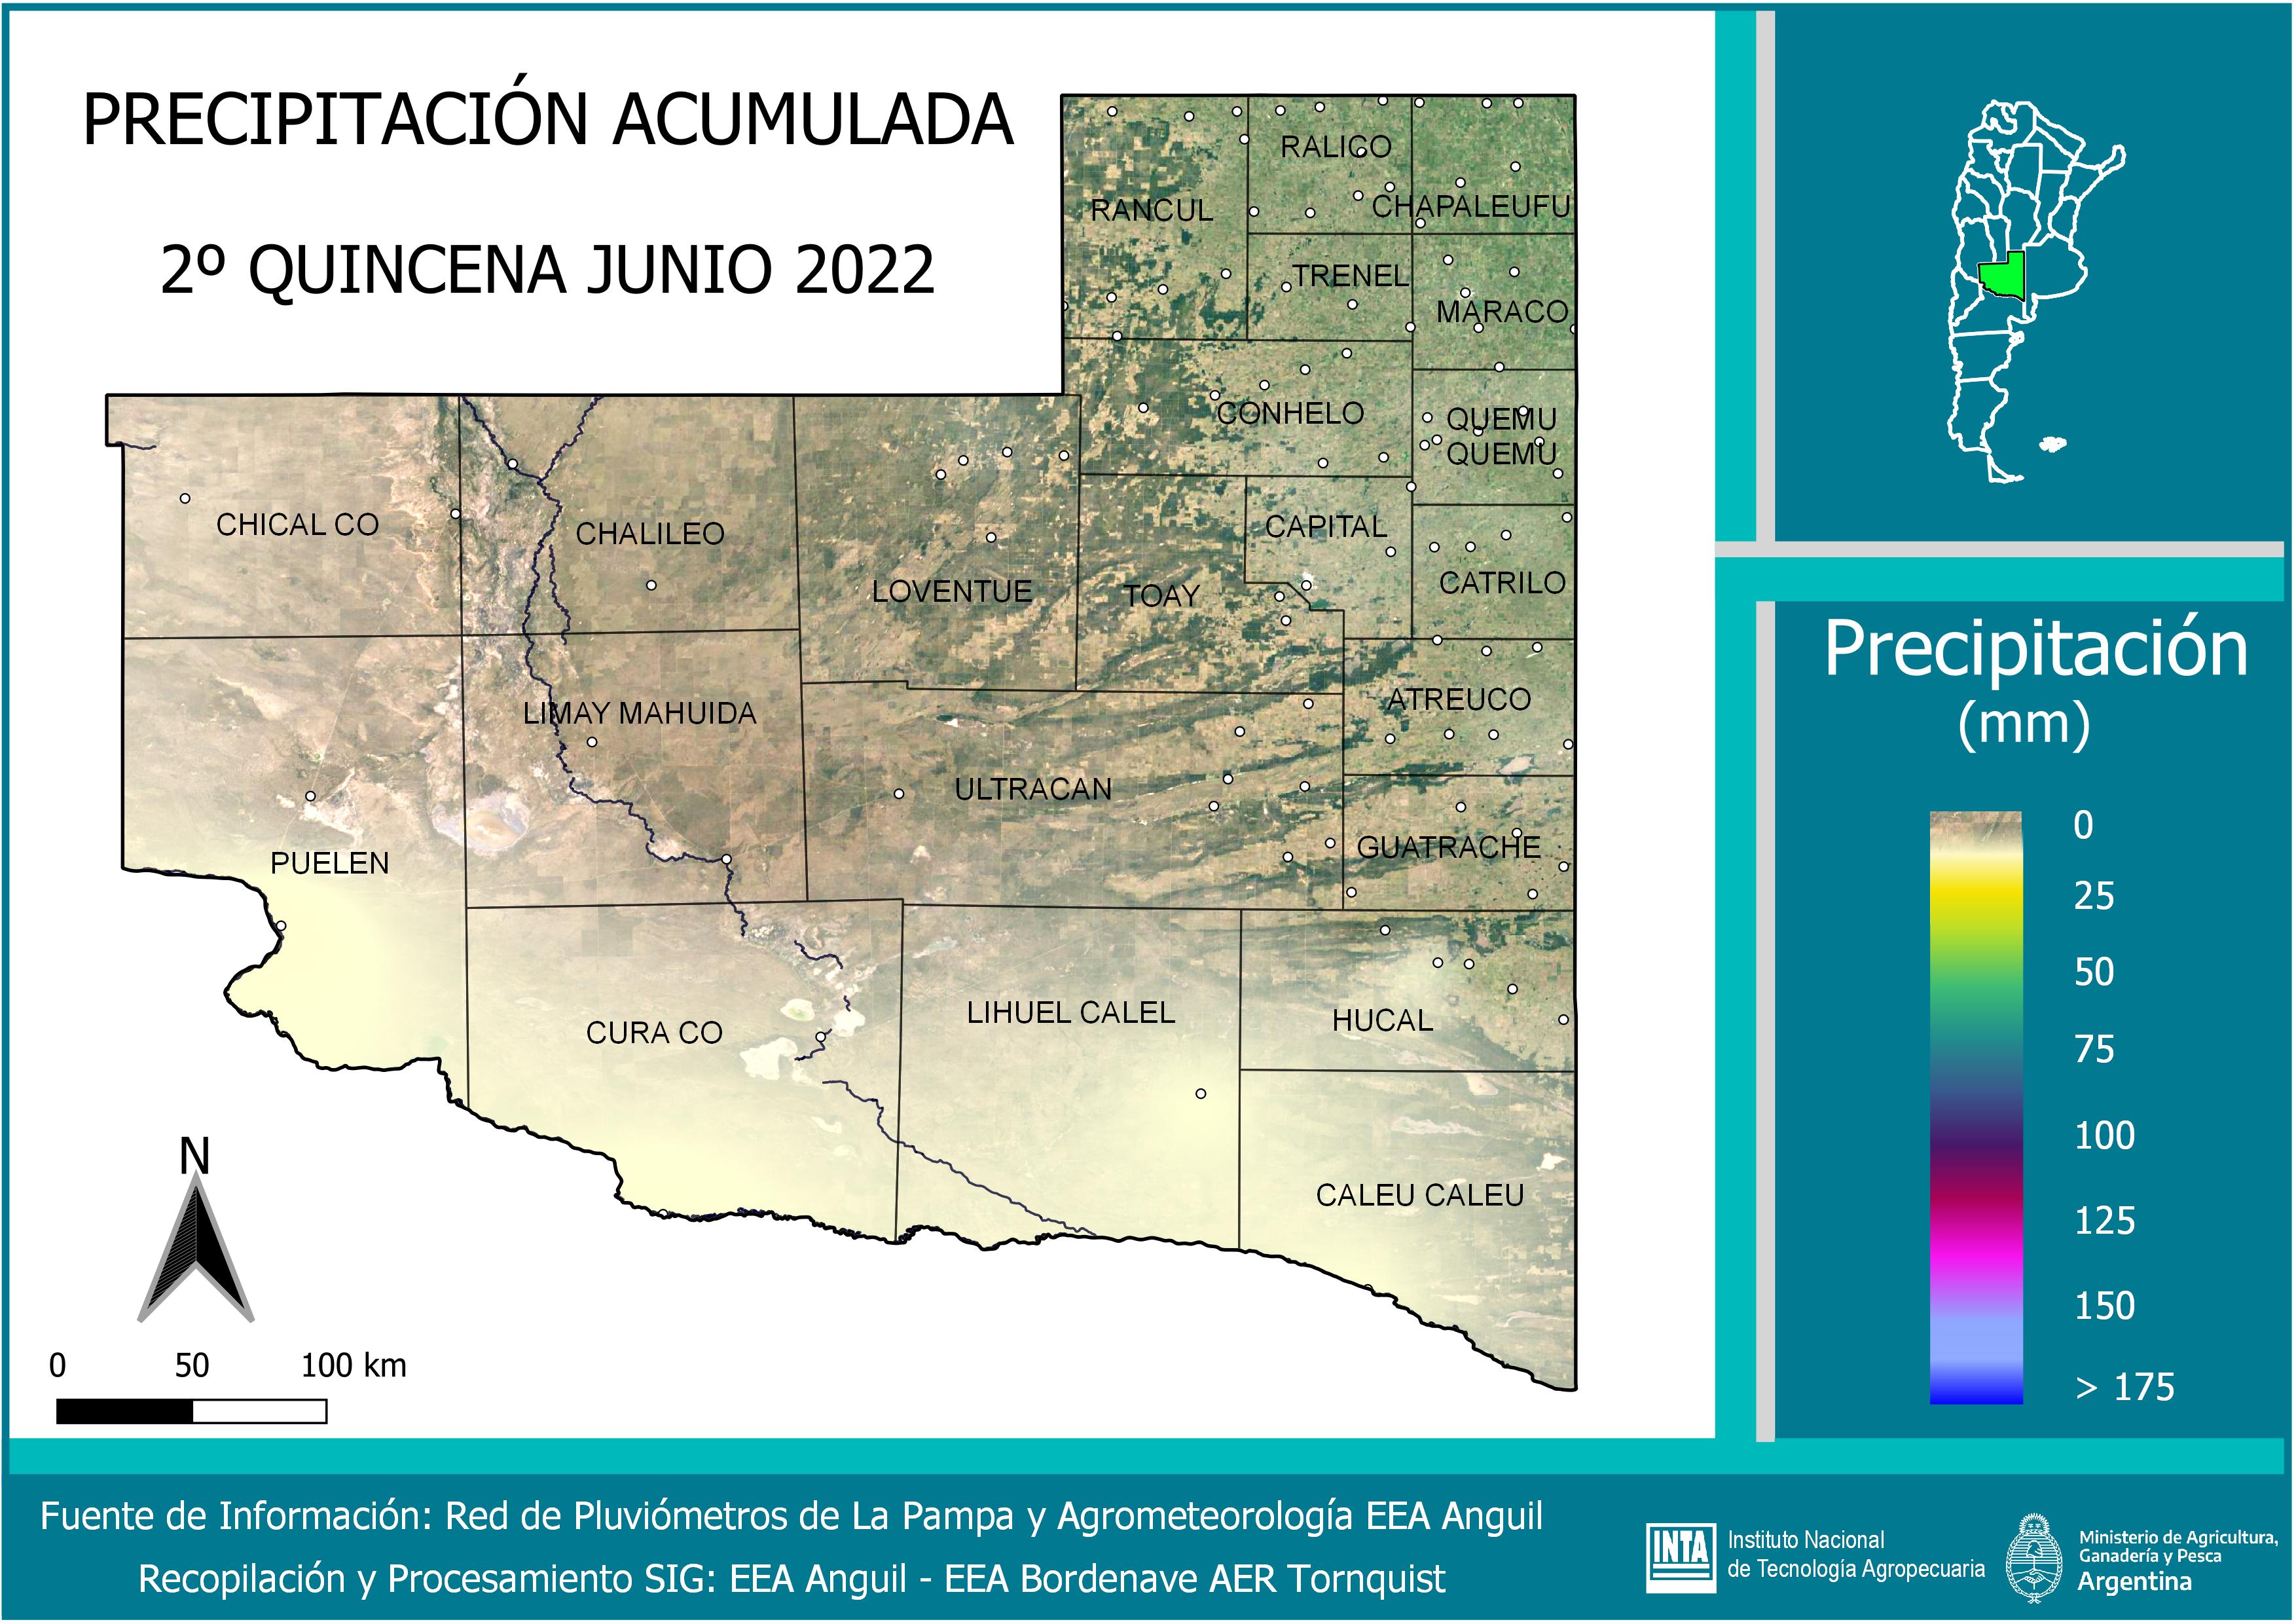 PRECIPITACIÓN ACUMULADA
2º QUINCENA JUNIO 2022
RALICO
RANCUL
CHAPALEUFU
TRENEL
MARACO
CONHELO
QUEMU
QUEMU
CHICAL CO
CHALILEO
CAPITAL
LOVENTUE
TOAY
CATRILO
LIMAY MAHUIDA
ATREUCO
ULTRACAN
PUELEN
GUATRACHE
CURA CO
LIHUEL CALEL
HUCAL
CALEU CALEU
N
0 50 100 km
Precipitación
(mm)
0
25
50
75
100
125
150
> 175
Fuente de Información: Red de Pluviómetros de La Pampa y Agrometeorología EEA Anguil
Recopilación y Procesamiento SIG: EEA Anguil - EEA Bordenave AER Tornquist
INTA
Instituto Nacional
de Tecnología Agropecuaria
Ministerio de Agricultura,
Ganadería y Pesca
Argentina